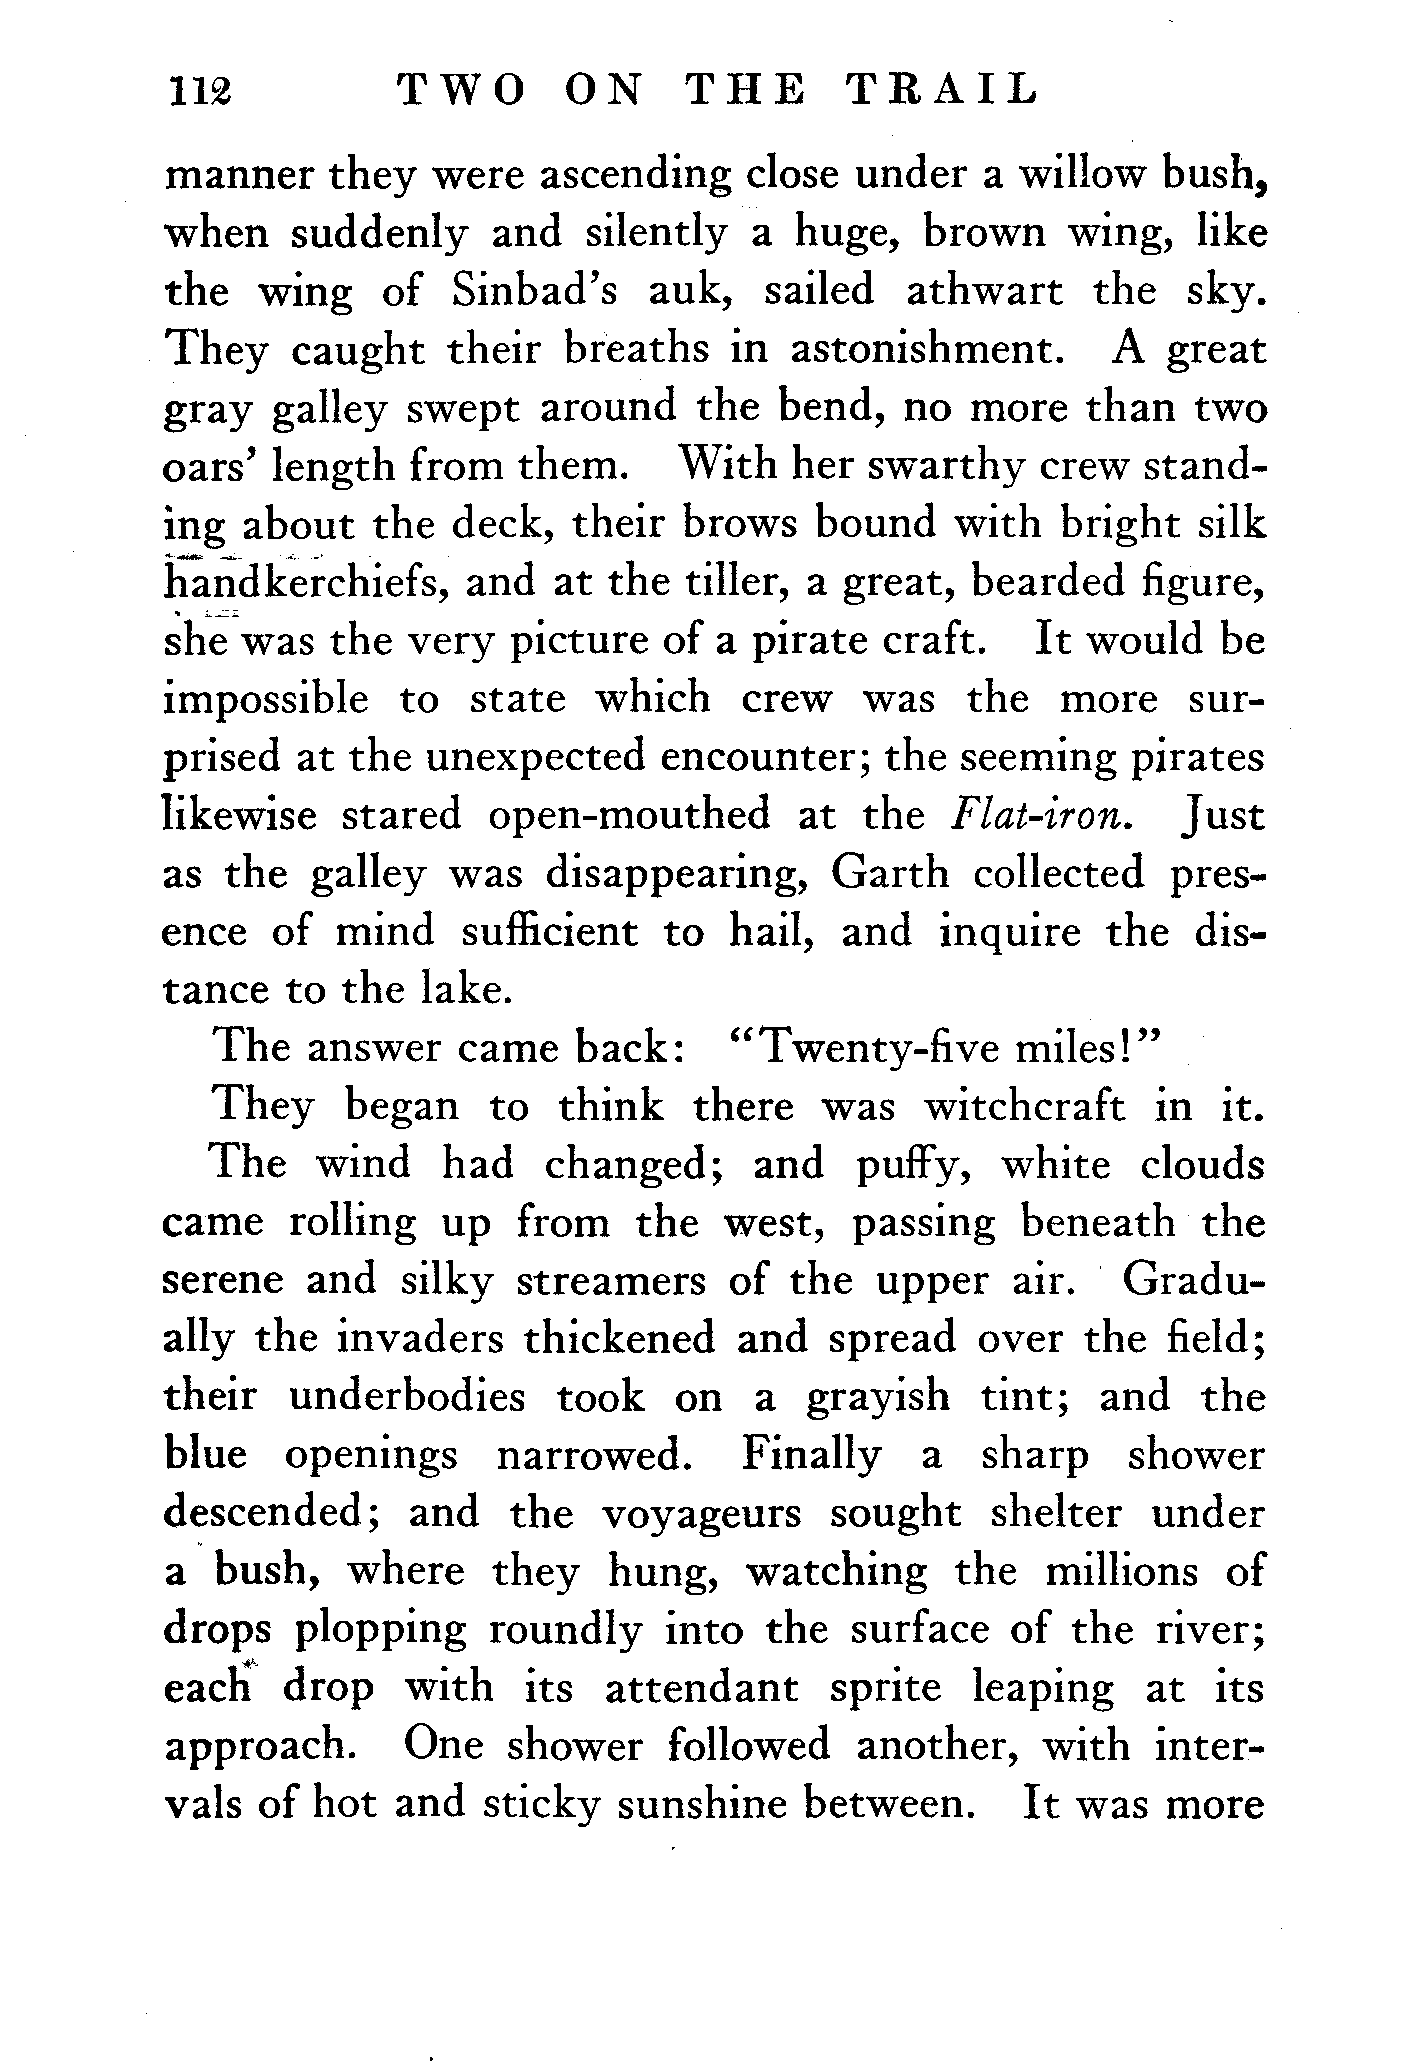 112 TWO ON THE TRAIL
manner they were ascending close under a willow bush,
when suddenly and silently a huge, brown wing, like
the wing of Sinbad's auk, sailed athwart the sky.
They caught their breaths in astonishment. A great
gray galley swept around the bend, no more than two
oars' length from them. With her swarthy crew stand-
ing about the deck, their brows bound with bright silk
handkerchiefs, and at the tiller, a great, bearded figure,
she was the very picture of a pirate craft. It would be
impossible to state which crew was the more sur-
prised at the unexpected encounter; the seeming pirates
likewise stared open-mouthed at the Flat-iron. Just
as the galley was disappearing, Garth collected pres-
ence of mind sufficient to hail, and inquire the dis-
tance to the lake.
The answer came back: "Twenty-five miles!"
They began to think there was witchcraft in it.
The wind had changed; and puffy, white clouds
came rolling up from the west, passing beneath the
serene and silky streamers of the upper air. Gradu-
ally the invaders thickened and spread over the field;
their underbodies took on a grayish tint; and the
blue openings narrowed. Finally a sharp shower
descended; and the voyageurs sought shelter under
a bush, where they hung, watching the millions of
drops plopping roundly into the surface of the river;
each drop with its attendant sprite leaping at its
approach. One shower followed another, with inter-
vals of hot and sticky sunshine between. It was more